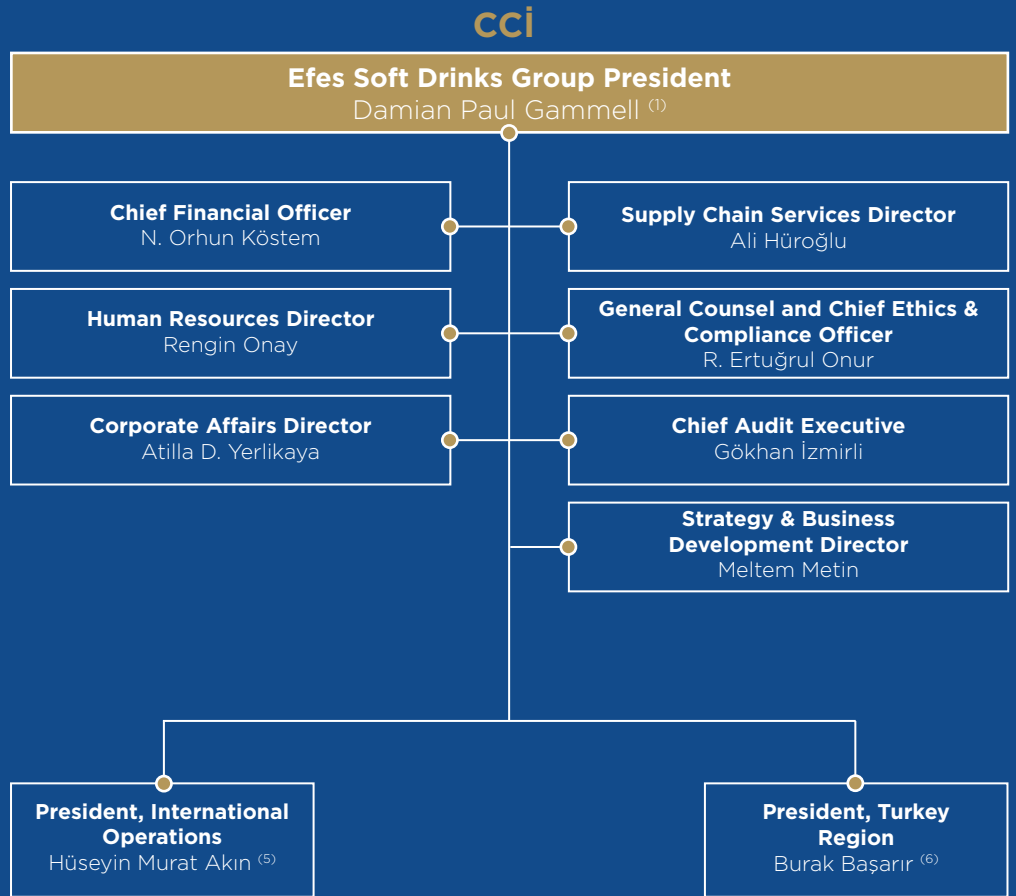 CCİ
Efes Soft Drinks Group President
Damian Paul Gammell (1)
Chief Financial Officer
N. Orhun Köstem
Supply Chain Services Director
Ali Hüroğlu
Human Resources Director
Rengin Onay
General Counsel and Chief Ethics &
Compliance Officer
R. Ertuğrul Onur
Corporate Affairs Director
Atilla D. Yerlikaya
Chief Audit Executive
Gökhan İzmirli
Strategy & Business
Development Director
Meltem Metin
President, International
Operations
Hüseyin Murat Akın (5)
President, Turkey
Region
Burak Başarır (6)